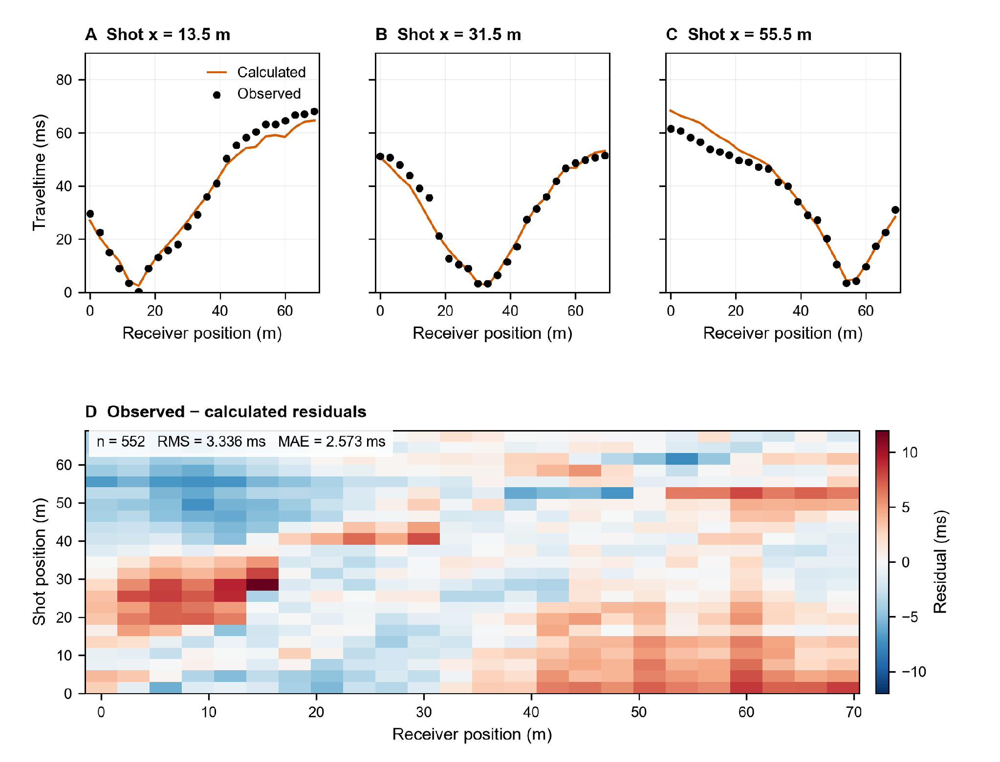 A Shot x = 13.5 m
B Shot x = 31.5 m
C Shot x = 55.5 m
Calculated
Observed
Traveltime (ms)
80
60
40
20
0
0 20 40 60
0 20 40 60
0 20 40 60
Receiver position (m)
Receiver position (m)
Receiver position (m)
D Observed − calculated residuals
n = 552 RMS = 3.336 ms MAE = 2.573 ms
Shot position (m)
60
50
40
30
20
10
0
0 10 20 30 40 50 60 70
Receiver position (m)
10
5
0
−5
−10
Residual (ms)